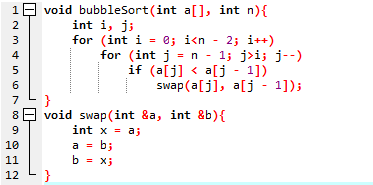 1 void bubbleSort(int a[], int n){
2 int i, j;
3 for (int i = 0; i<n - 2; i++)
4 for (int j = n - 1; j>i; j--)
5 if (a[j] < a[j - 1])
6 swap(a[j], a[j - 1]);
7 }
8 void swap(int &a, int &b){
9 int x = a;
10 a = b;
11 b = x;
12 }